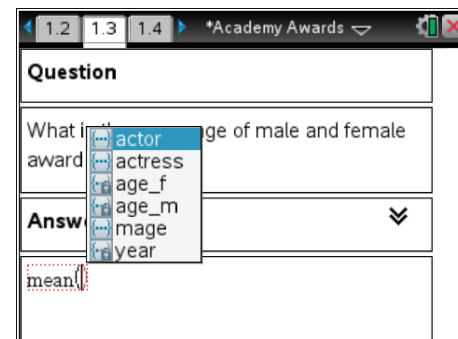 1.2 1.3 1.4 *Academy Awards
Question
What i ge of male and female
award
actor
actress
age_f
age_m
mage
year
Answ
mean()